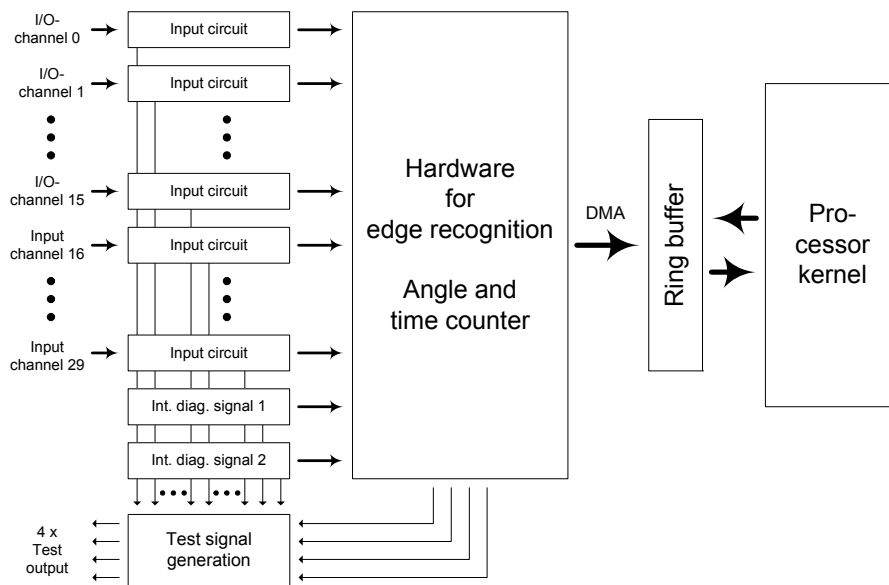 I/O-
channel 0
Input circuit
I/O-
channel 1
Input circuit
I/O-
channel 15
Input circuit
Input
channel 16
Input circuit
Input
channel 29
Input circuit
Int. diag. signal 1
Int. diag. signal 2
4 x
Test
output
Test signal
generation
Hardware
for
edge recognition
Angle and
time counter
DMA
Ring buffer
Pro-
cessor
kernel